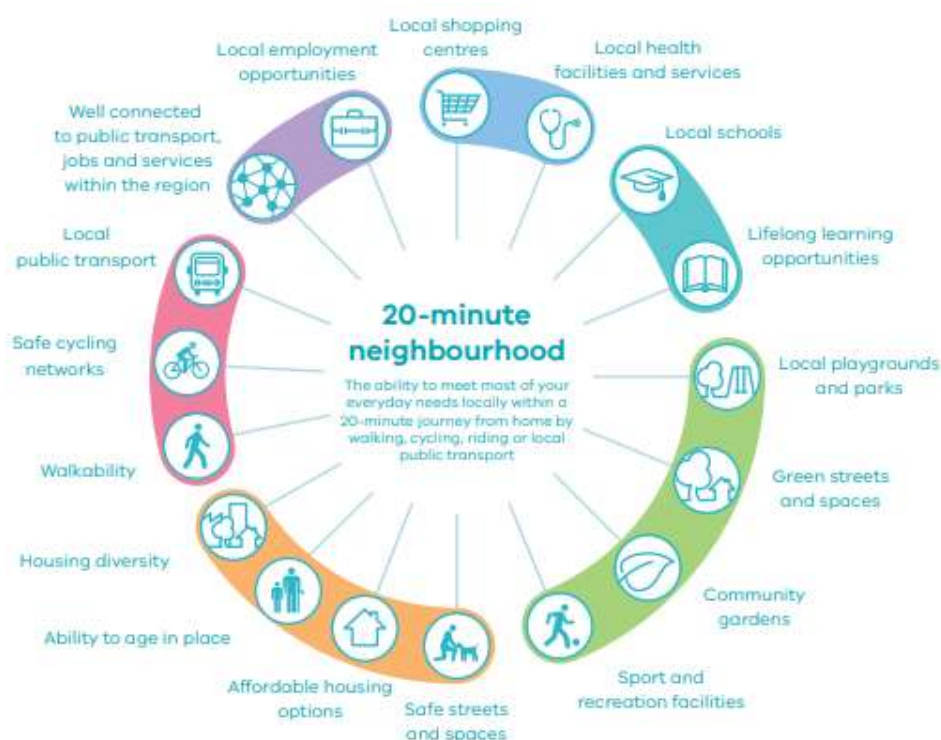 Local shopping
centres
Local health
facilities and services
Local schools
Lifelong learning
opportunities
Local playgrounds
and parks
Green streets
and spaces
Community
gardens
Sport and
recreation facilities
Safe streets
and spaces
Affordable housing
options
Ability to age in place
Housing diversity
Walkability
Safe cycling
networks
Local
public transport
Well connected
to public transport,
jobs and services
within the region
Local employment
opportunities
20-minute
neighbourhood
The ability to meet most of your
everyday needs locally within a
20-minute journey from home by
walking, cycling, riding or local
public transport